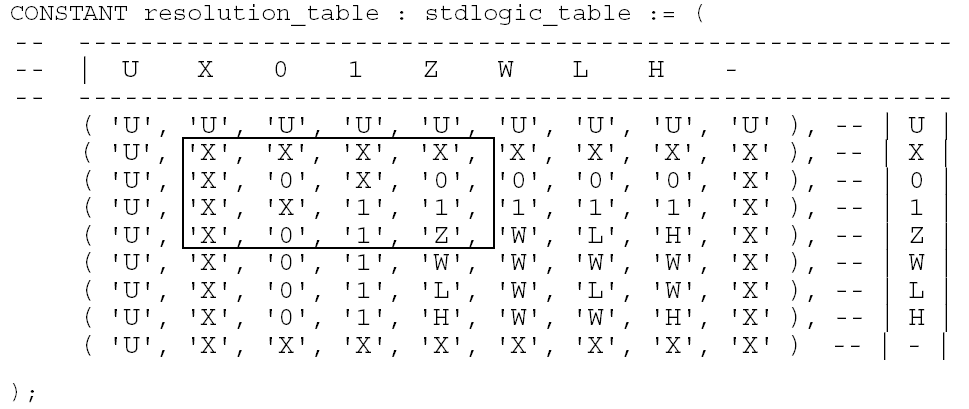 CONSTANT resolution_table : stdlogic_table := (
-- ---------------------------------------------------------
-- | U X 0 1 Z W L H -
-- ---------------------------------------------------------
( 'U', 'U', 'U', 'U', 'U', 'U', 'U', 'U', 'U' ), -- | U |
( 'U', 'X', 'X', 'X', 'X', 'X', 'X', 'X', 'X' ), -- | X |
( 'U', 'X', '0', 'X', '0', '0', '0', '0', 'X' ), -- | 0 |
( 'U', 'X', 'X', '1', '1', '1', '1', '1', 'X' ), -- | 1 |
( 'U', 'X', '0', '1', 'Z', 'W', 'L', 'H', 'X' ), -- | Z |
( 'U', 'X', '0', '1', 'W', 'W', 'W', 'W', 'X' ), -- | W |
( 'U', 'X', '0', '1', 'L', 'W', 'L', 'W', 'X' ), -- | L |
( 'U', 'X', '0', '1', 'H', 'W', 'W', 'H', 'X' ), -- | H |
( 'U', 'X', 'X', 'X', 'X', 'X', 'X', 'X', 'X' ) -- | - |
);